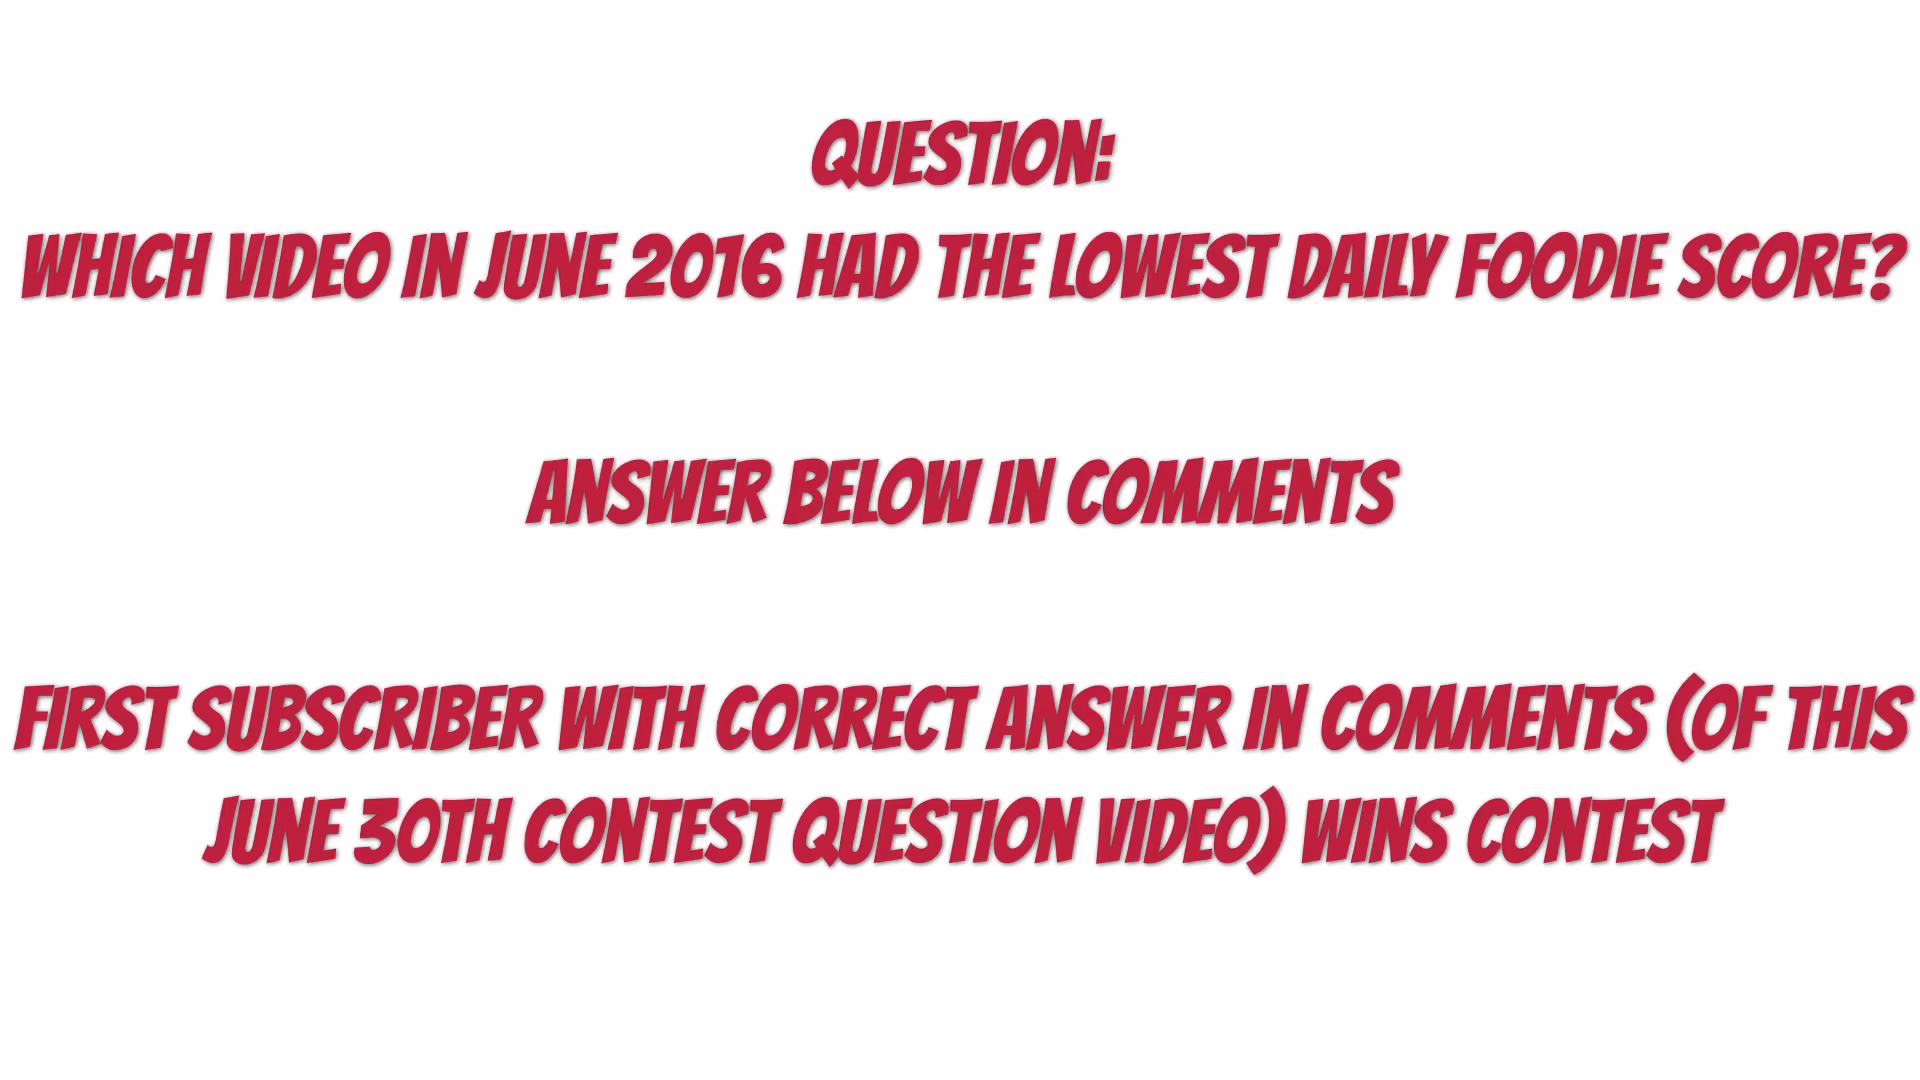 QUESTION:
WHICH VIDEO IN JUNE 2016 HAD THE LOWEST DAILY FOODIE SCORE?
ANSWER BELOW IN COMMENTS
FIRST SUBSCRIBER WITH CORRECT ANSWER IN COMMENTS (OF THIS
JUNE 30TH CONTEST QUESTION VIDEO) WINS CONTEST